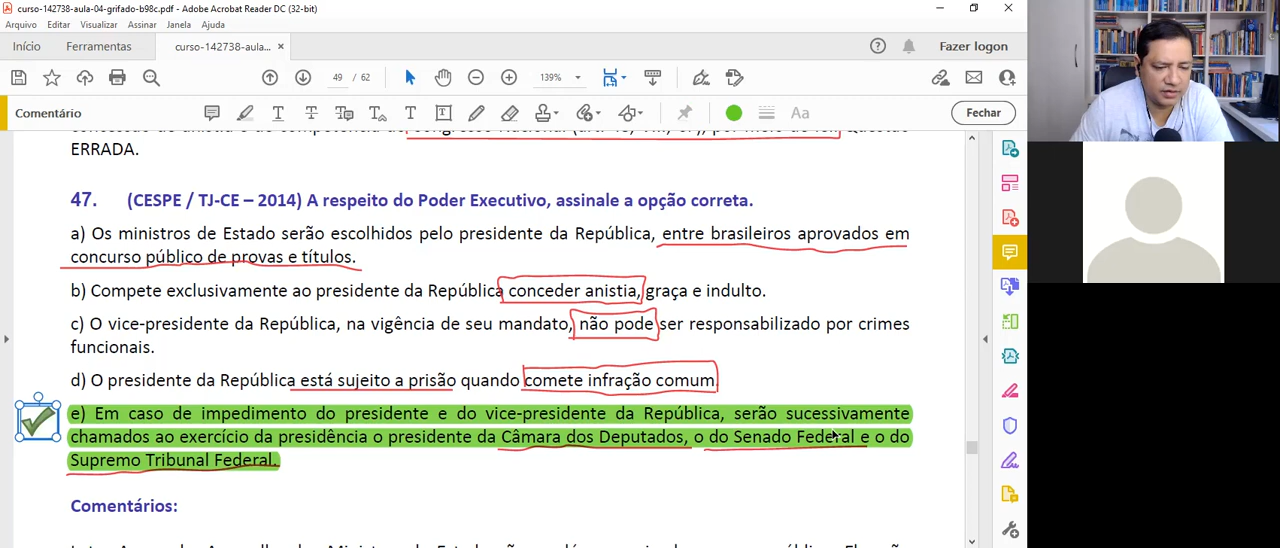 curso-142738-aula-04-grifado-b98c.pdf - Adobe Acrobat Reader DC (32-bit)
Arquivo Editar Visualizar Assinar Janela Ajuda
Início Ferramentas curso-142738-aula... × Fazer logon
49 / 62 139%
Comentário Aa Fechar
ERRADA.
47. (CESPE / TJ-CE – 2014) A respeito do Poder Executivo, assinale a opção correta.
a) Os ministros de Estado serão escolhidos pelo presidente da República, entre brasileiros aprovados em
concurso público de provas e títulos.
b) Compete exclusivamente ao presidente da República conceder anistia, graça e indulto.
c) O vice-presidente da República, na vigência de seu mandato, não pode ser responsabilizado por crimes
funcionais.
d) O presidente da República está sujeito a prisão quando comete infração comum.
e) Em caso de impedimento do presidente e do vice-presidente da República, serão sucessivamente
chamados ao exercício da presidência o presidente da Câmara dos Deputados, o do Senado Federal e o do
Supremo Tribunal Federal.
Comentários: